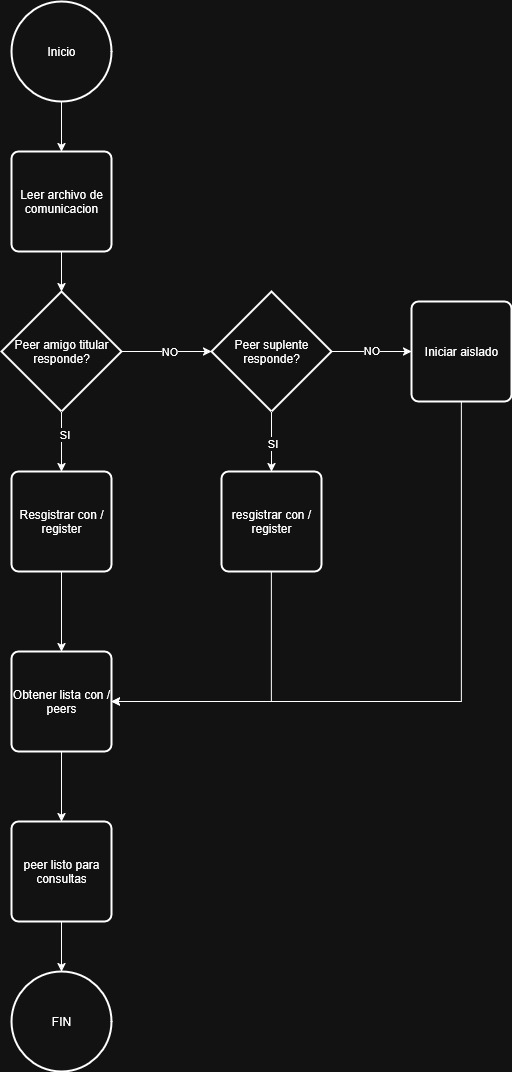 Inicio
Leer archivo de
comunicacion
Peer amigo titular
responde?
NO
Peer suplente
responde?
NO
Iniciar aislado
SI
SI
Resgistrar con /
register
resgistrar con /
register
Obtener lista con /
peers
peer listo para
consultas
FIN